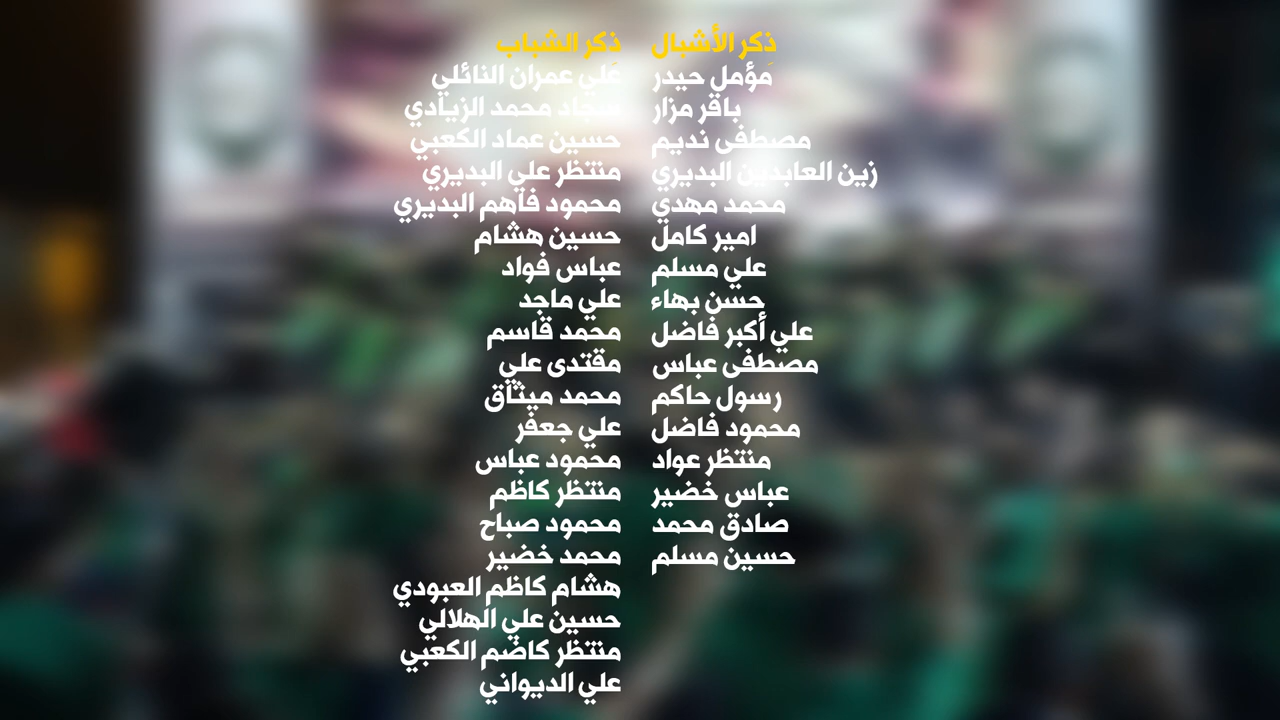 ذكر الأشبال
مؤمل حيدر
باقر مزار
مصطفى نديم
زين العابدين البديري
محمد مهدي
امير كامل
علي مسلم
حسن بهاء
علي أكبر فاضل
مصطفى عباس
رسول حاكم
محمود فاضل
منتظر عواد
عباس خضير
صادق محمد
حسين مسلم
ذكر الشباب
علي عمران النائلي
سجاد محمد الزيادي
حسين عماد الكعبي
منتظر علي البديري
محمود فاهم البديري
حسين هشام
عباس فواد
علي ماجد
محمد قاسم
مقتدى علي
محمد ميثاق
علي جعفر
محمود عباس
منتظر كاظم
محمود صباح
محمد خضير
هشام كاظم العبودي
حسين علي الهلالي
منتظر كاضم الكعبي
علي الديواني